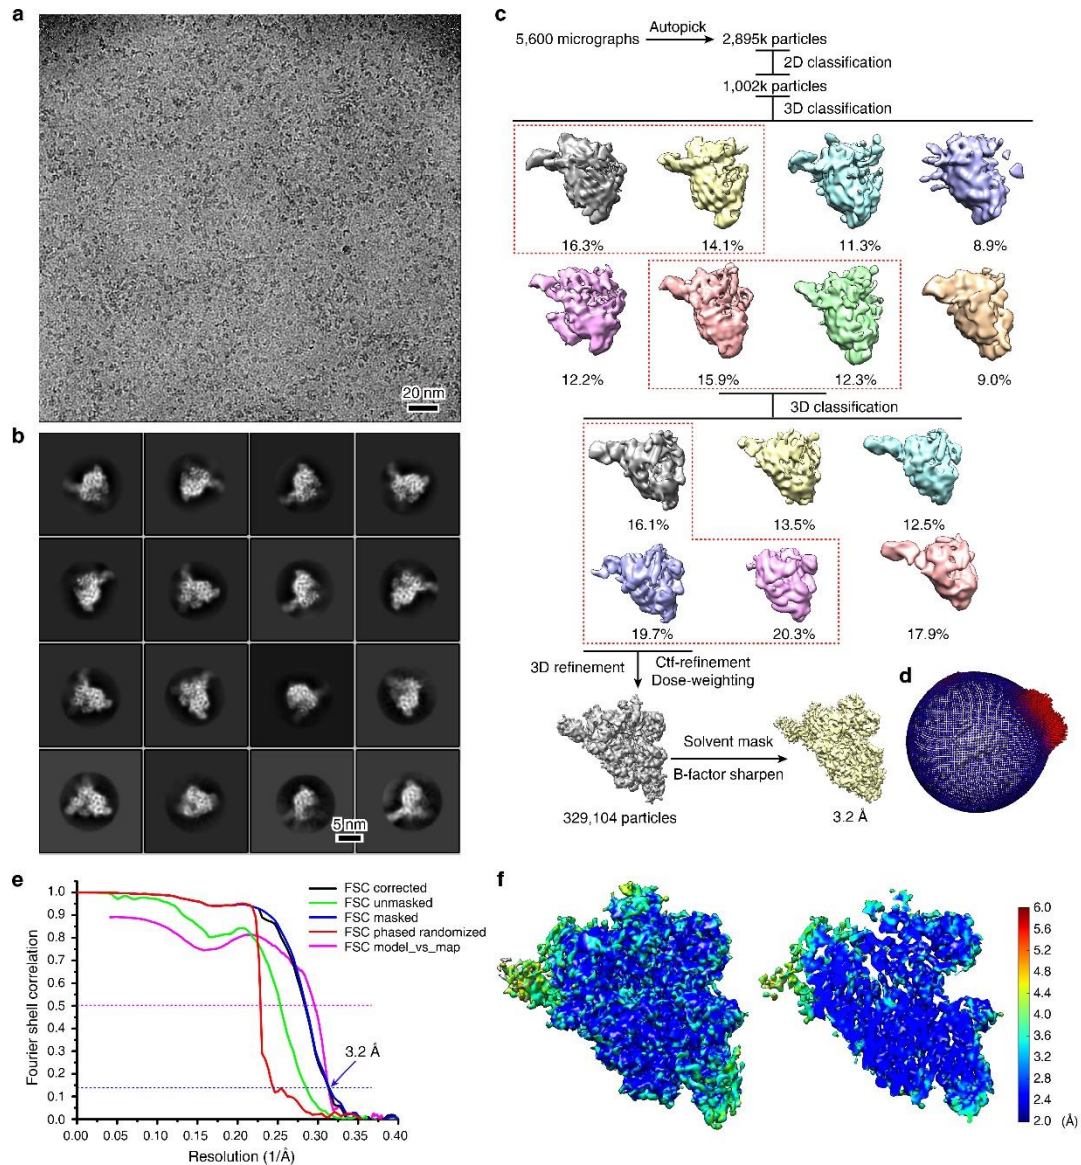 a
20 nm
b
5 nm
c
5,600 micrographs
Autopick
2,895k particles
2D classification
1,002k particles
3D classification
16.3%
14.1%
11.3%
8.9%
12.2%
15.9%
12.3%
9.0%
3D classification
16.1%
13.5%
12.5%
19.7%
20.3%
17.9%
3D refinement
Ctf-refinement
Dose-weighting
Solvent mask
B-factor sharpen
329,104 particles
3.2 Å
d
e
FSC corrected
FSC unmasked
FSC masked
FSC phased randomized
FSC model_vs_map
3.2 Å
Fourier shell correlation
1.0
0.9
0.8
0.7
0.6
0.5
0.4
0.3
0.2
0.1
0.0
0.00
0.05
0.10
0.15
0.20
0.25
0.30
0.35
0.40
Resolution (1/Å)
f
6.0
5.6
5.2
4.8
4.4
4.0
3.6
3.2
2.8
2.4
2.0
(Å)